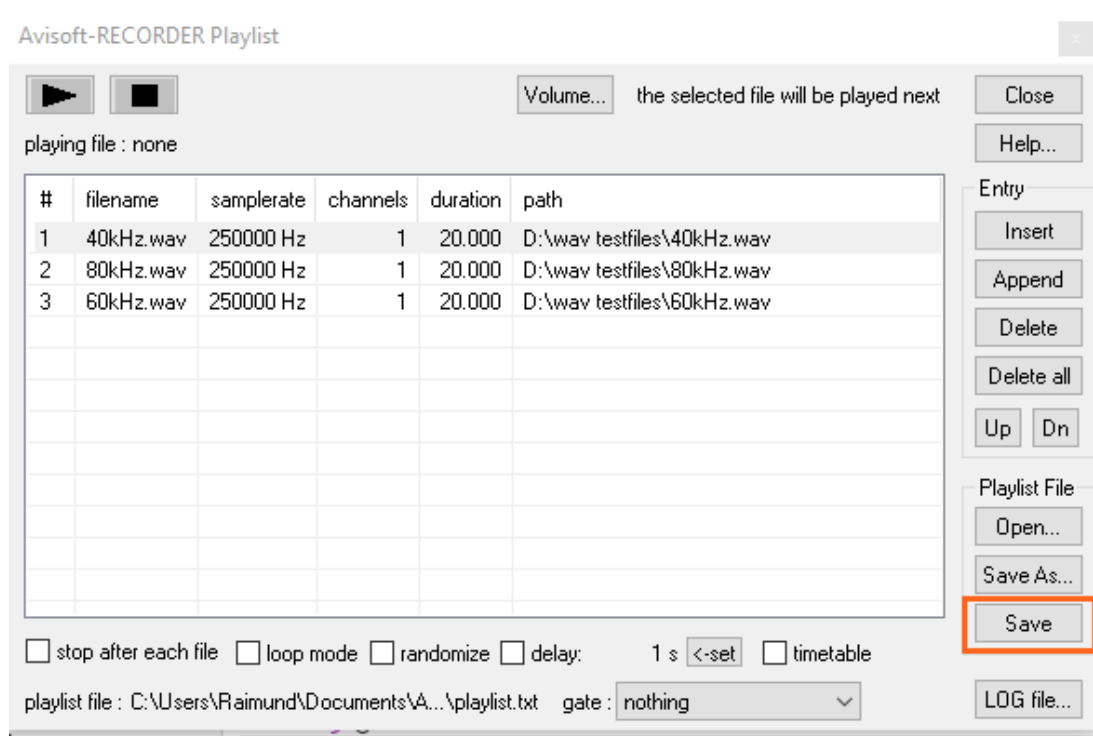 Avisoft-RECORDER Playlist
x
Volume... the selected file will be played next Close
playing file : none Help...
# filename samplerate channels duration path
Entry
1 40kHz.wav 250000 Hz 1 20.000 D:\wav testfiles\40kHz.wav
Insert
2 80kHz.wav 250000 Hz 1 20.000 D:\wav testfiles\80kHz.wav
Append
3 60kHz.wav 250000 Hz 1 20.000 D:\wav testfiles\60kHz.wav
Delete
Delete all
Up Dn
Playlist File
Open...
Save As...
Save
stop after each file loop mode randomize delay: 1 s <-set timetable
playlist file : C:\Users\Raimund\Documents\A...\playlist.txt gate : nothing LOG file...